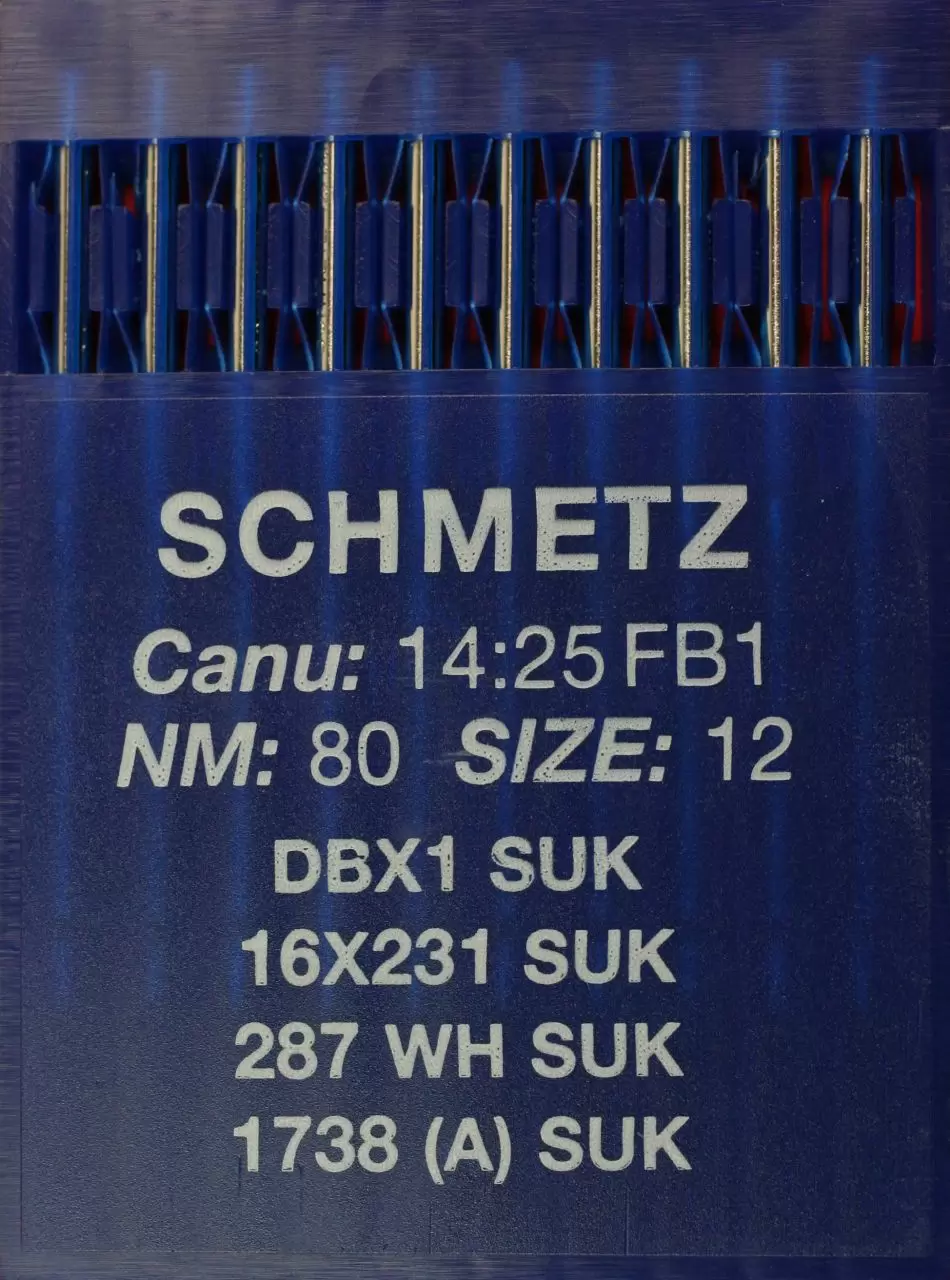 SCHMETZ
Canu: 14:25 FB1
NM: 80 SIZE: 12
DBX1 SUK
16X231 SUK
287 WH SUK
1738 (A) SUK